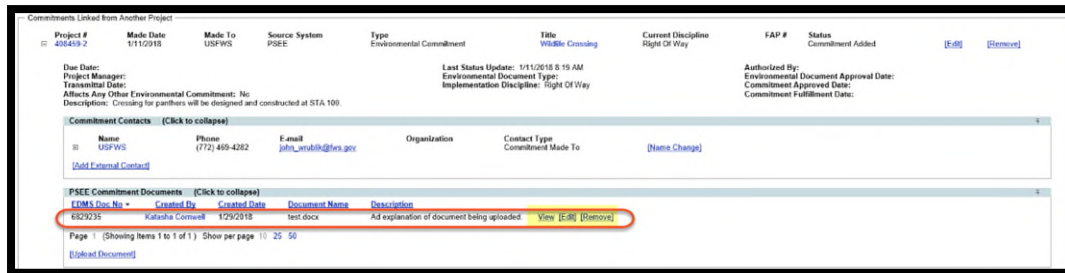 Commitments Linked from Another Project
Project # Made Date Made To Source System Type Title Current Discipline FAP # Status
408459-2 1/11/2018 USFWS PSEE Environmental Commitment Wildlife Crossing Right Of Way Commitment Added [Edit] [Remove]
Due Date: Last Status Update: 1/11/2018 8:19 AM Authorized By:
Project Manager: Environmental Document Type: Environmental Document Approval Date:
Transmittal Date: Implementation Discipline: Right Of Way Commitment Approved Date:
Affects Any Other Environmental Commitment: No Commitment Fulfillment Date:
Description: Crossing for panthers will be designed and constructed at STA 100.
Commitment Contacts (Click to collapse)
Name Phone E-mail Organization Contact Type
USFWS (772) 469-4282 john_wrublik@fws.gov Commitment Made To [Name Change]
[Add External Contact]
PSEE Commitment Documents (Click to collapse)
EDMS Doc No Created By Created Date Document Name Description
6829235 Katasha Cornwell 1/29/2018 test.docx Ad explanation of document being uploaded. View [Edit] [Remove]
Page 1 (Showing Items 1 to 1 of 1) Show per page 10 25 50
[Upload Document]